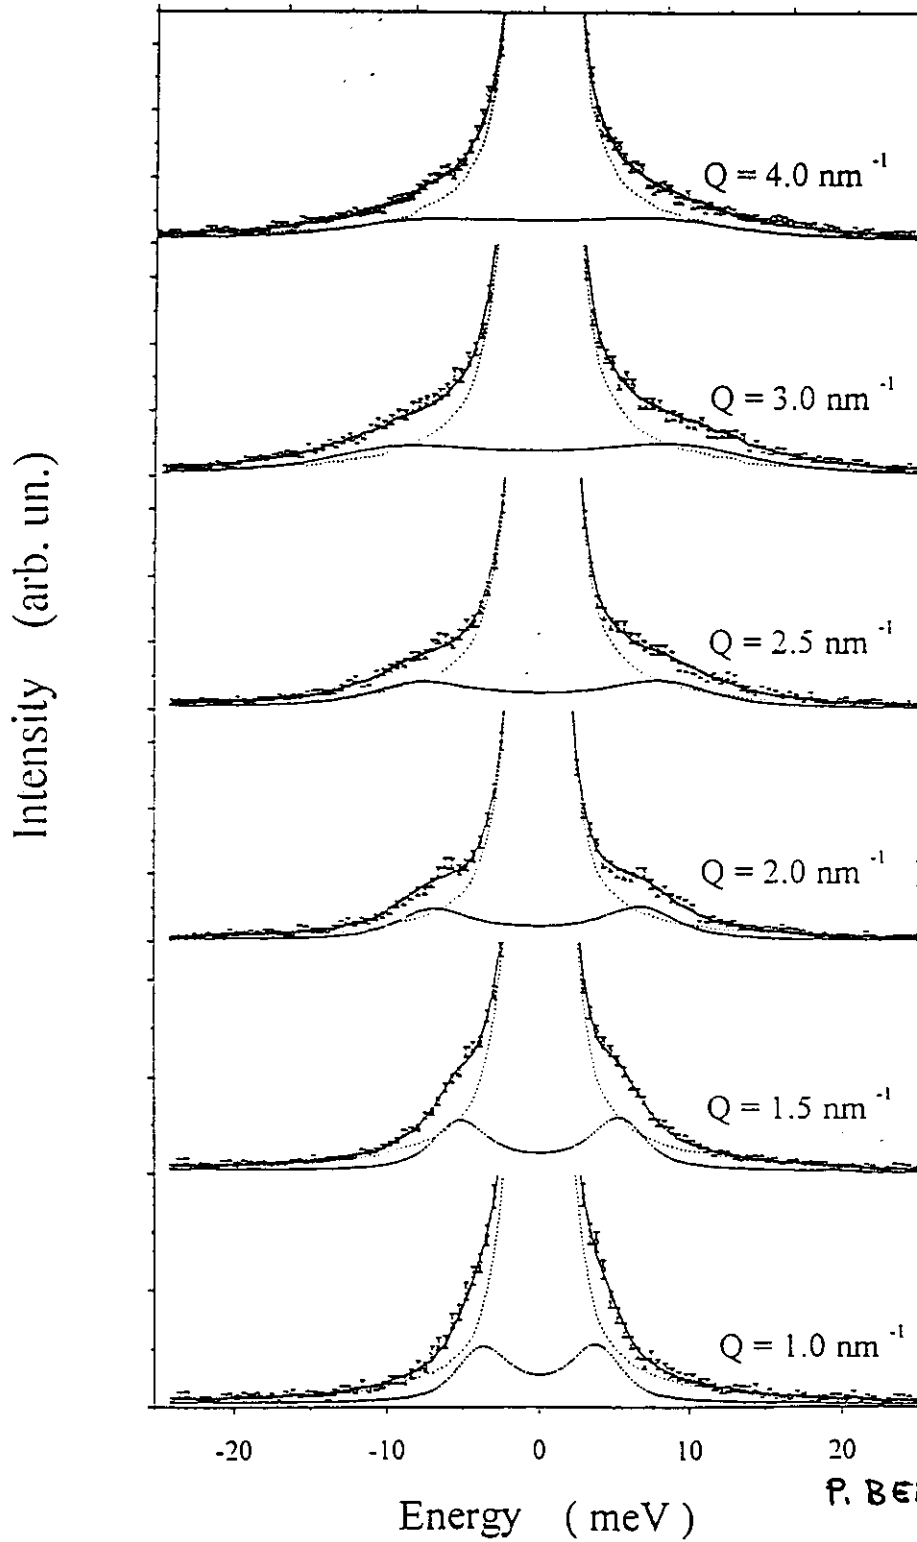 Q = 4.0 nm⁻¹
Q = 3.0 nm⁻¹
Q = 2.5 nm⁻¹
Q = 2.0 nm⁻¹
Q = 1.5 nm⁻¹
Q = 1.0 nm⁻¹
Intensity (arb. un.)
-20 -10 0 10 20
Energy ( meV )
P. BE